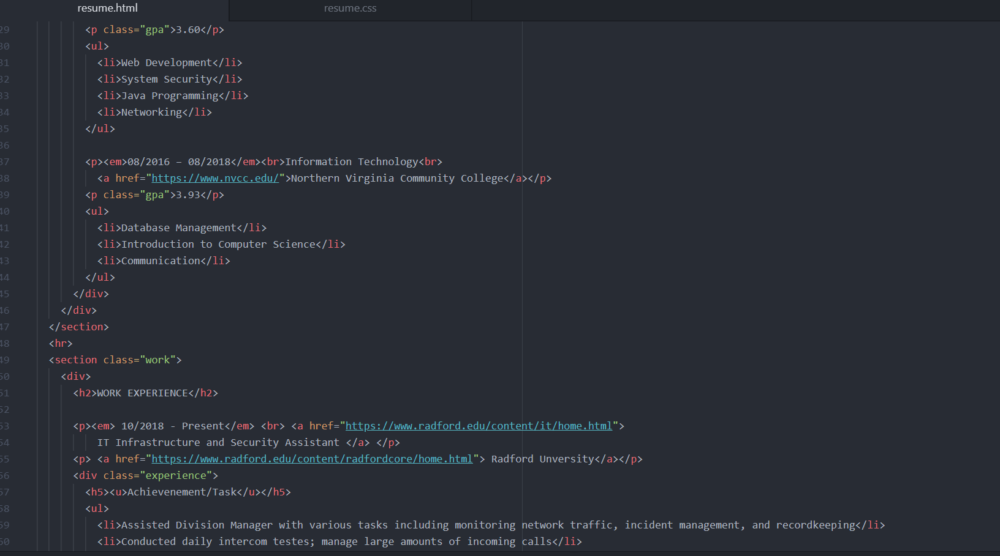 resume.html resume.css
29 <p class="gpa">3.60</p>
30 <ul>
31 <li>Web Development</li>
32 <li>System Security</li>
33 <li>Java Programming</li>
34 <li>Networking</li>
35 </ul>
36
37 <p><em>08/2016 – 08/2018</em><br>Information Technology<br>
38 <a href="https://www.nvcc.edu/">Northern Virginia Community College</a></p>
39 <p class="gpa">3.93</p>
40 <ul>
41 <li>Database Management</li>
42 <li>Introduction to Computer Science</li>
43 <li>Communication</li>
44 </ul>
45 </div>
46 </div>
47 </section>
48 <hr>
49 <section class="work">
50 <div>
51 <h2>WORK EXPERIENCE</h2>
52
53 <p><em> 10/2018 - Present</em> <br> <a href="https://www.radford.edu/content/it/home.html">
54 IT Infrastructure and Security Assistant </a> </p>
55 <p> <a href="https://www.radford.edu/content/radfordcore/home.html"> Radford Unversity</a></p>
56 <div class="experience">
57 <h5><u>Achievenement/Task</u></h5>
58 <ul>
59 <li>Assisted Division Manager with various tasks including monitoring network traffic, incident management, and recordkeeping</li>
60 <li>Conducted daily intercom testes; manage large amounts of incoming calls</li>